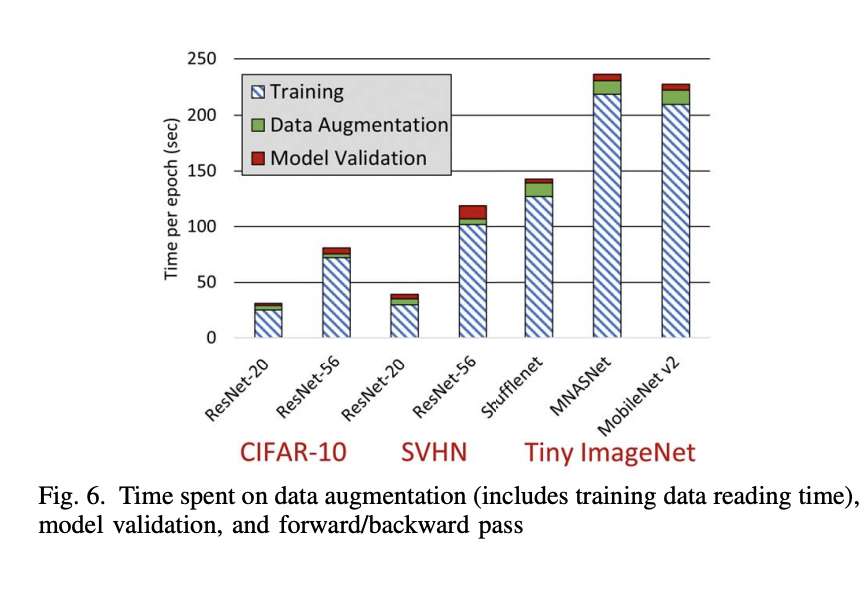 250
200
150
100
50
0
Time per epoch (sec)
Training
Data Augmentation
Model Validation
ResNet-20
ResNet-56
ResNet-20
ResNet-56
Shufflenet
MNASNet
MobileNet v2
CIFAR-10
SVHN
Tiny ImageNet
Fig. 6. Time spent on data augmentation (includes training data reading time),
model validation, and forward/backward pass